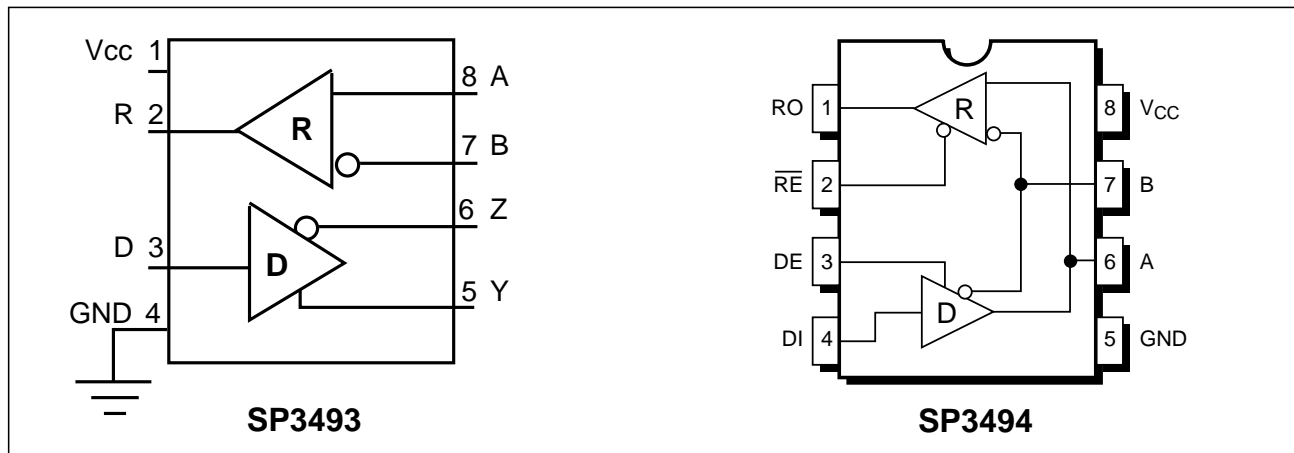 Vcc 1
R 2
D 3
GND 4
R
D
8 A
7 B
6 Z
5 Y
SP3493
RO 1
R̅E̅ 2
DE 3
DI 4
R
D
8 VCC
7 B
6 A
5 GND
SP3494